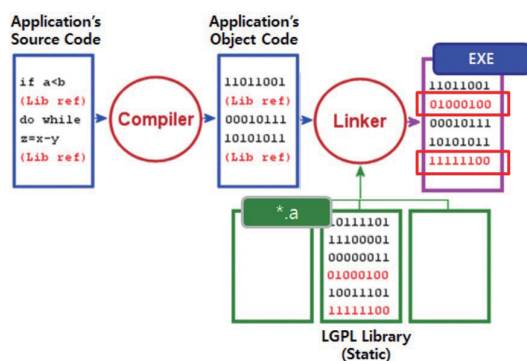 Application's
Source Code
Application's
Object Code
EXE
if a<b
(Lib ref)
do while
z=x-y
(Lib ref)
Compiler
11011001
(Lib ref)
00010111
10101011
(Lib ref)
Linker
11011001
01000100
00010111
10101011
11111100
*.a
10111101
11100001
00000011
01000100
10011101
11111100
LGPL Library
(Static)